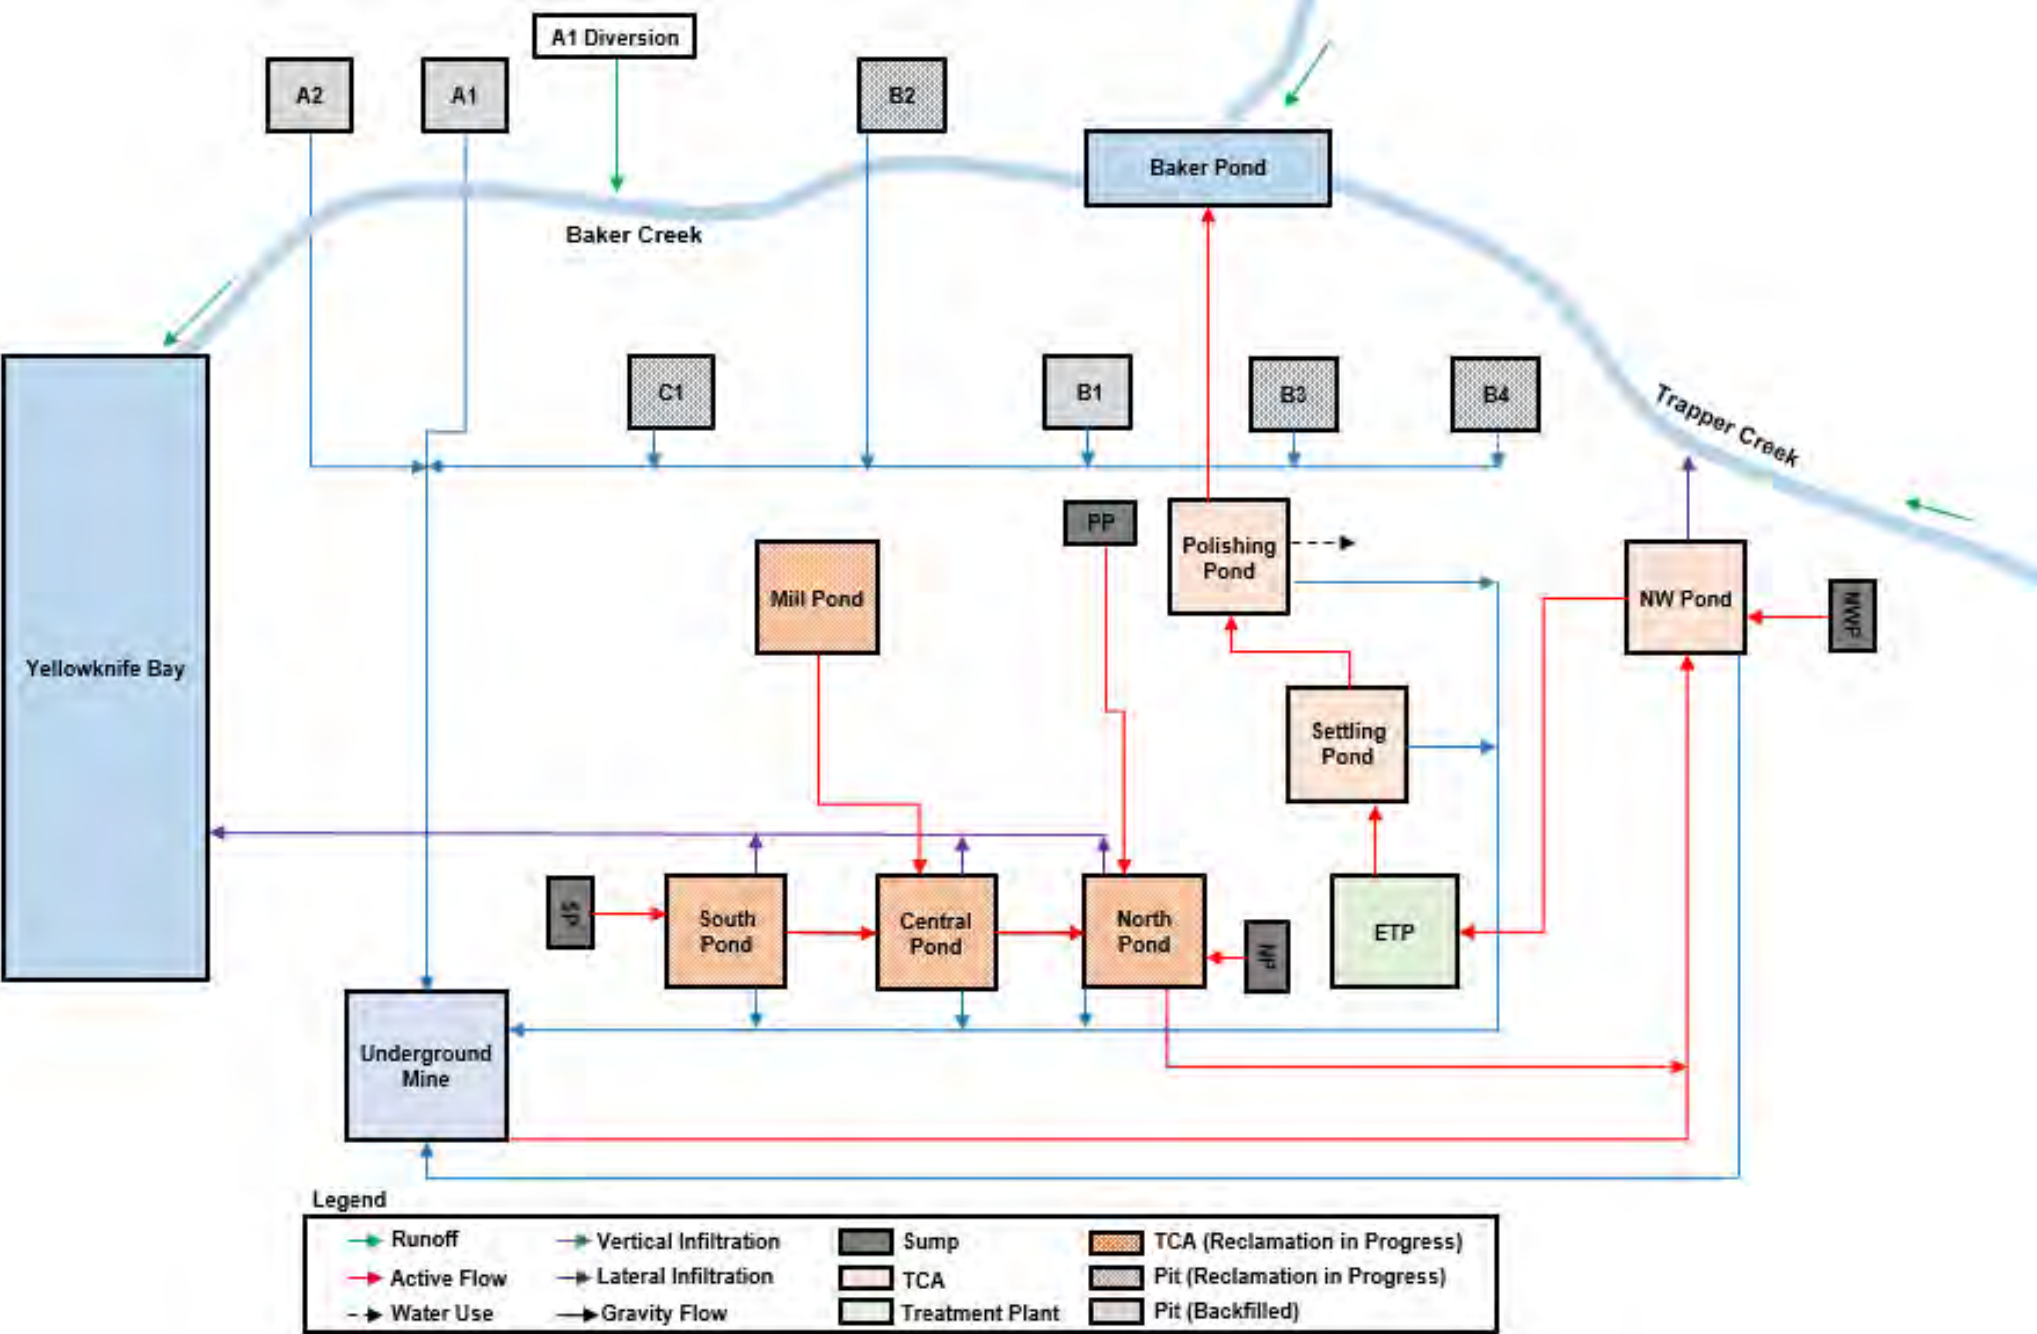 A1 Diversion
A2
A1
B2
Baker Pond
Baker Creek
C1
B1
B3
B4
Trapper Creek
PP
Polishing
Pond
Mill Pond
NW Pond
NWP
Yellowknife Bay
Settling
Pond
SP
South
Pond
Central
Pond
North
Pond
NP
ETP
Underground
Mine
Legend
Runoff
Vertical Infiltration
Sump
TCA (Reclamation in Progress)
Active Flow
Lateral Infiltration
TCA
Pit (Reclamation in Progress)
Water Use
Gravity Flow
Treatment Plant
Pit (Backfilled)